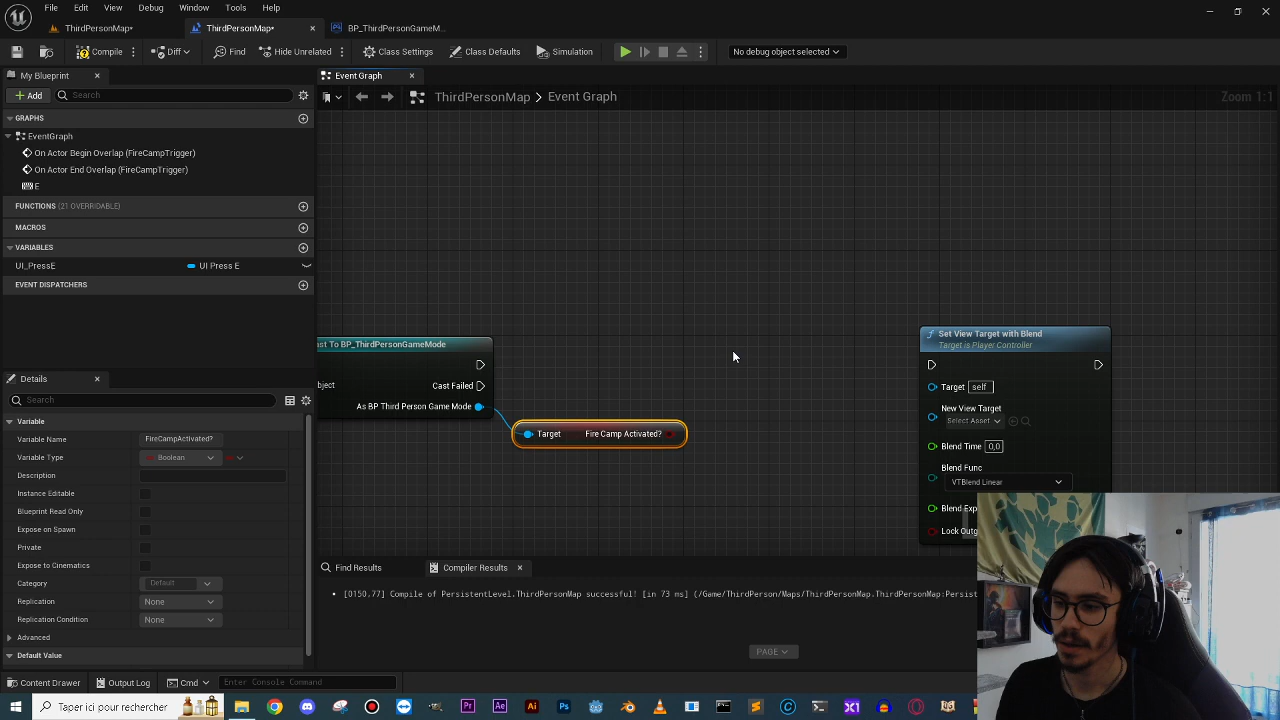 File Edit View Debug Window Tools Help
ThirdPersonMap•
ThirdPersonMap•
BP_ThirdPersonGameM...
Compile
Diff
Find
Hide Unrelated
Class Settings
Class Defaults
Simulation
No debug object selected
My Blueprint
Add
Search
GRAPHS
EventGraph
On Actor Begin Overlap (FireCampTrigger)
On Actor End Overlap (FireCampTrigger)
E
FUNCTIONS (21 OVERRIDABLE)
MACROS
VARIABLES
UI_PressE UI Press E
EVENT DISPATCHERS
Details
Search
Variable
Variable Name FireCampActivated?
Variable Type Boolean
Description
Instance Editable
Blueprint Read Only
Expose on Spawn
Private
Expose to Cinematics
Category Default
Replication None
Replication Condition None
Advanced
Default Value
Event Graph
ThirdPersonMap > Event Graph
Zoom 1:1
st To BP_ThirdPersonGameMode
bject
Cast Failed
As BP Third Person Game Mode
Target Fire Camp Activated?
Set View Target with Blend
Target is Player Controller
Target self
New View Target
Select Asset
Blend Time 0,0
Blend Func
VTBlend Linear
Blend Exp
Lock Outg
Find Results
Compiler Results
• [0150.77] Compile of PersistentLevel.ThirdPersonMap successful! [in 73 ms] (/Game/ThirdPerson/Maps/ThirdPersonMap.ThirdPersonMap:Persist
PAGE
Content Drawer
Output Log
Cmd
Enter Console Command
Taper ici pour rechercher